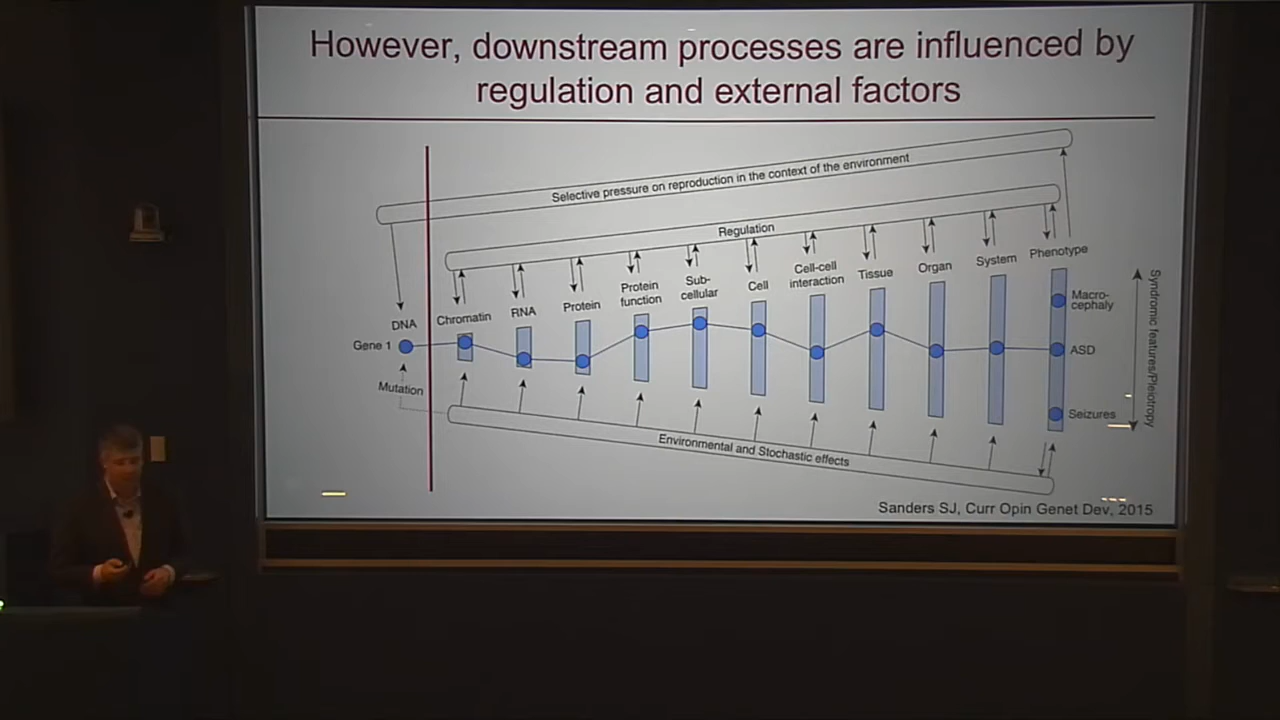 However, downstream processes are influenced by
regulation and external factors
Selective pressure on reproduction in the context of the environment
Regulation
DNA
Chromatin
RNA
Protein
Protein
function
Sub-
cellular
Cell
Cell-cell
interaction
Tissue
Organ
System
Phenotype
Gene 1
Mutation
Macro-
cephaly
ASD
Seizures
Syndromic features/Pleiotropy
Environmental and Stochastic effects
Sanders SJ, Curr Opin Genet Dev, 2015